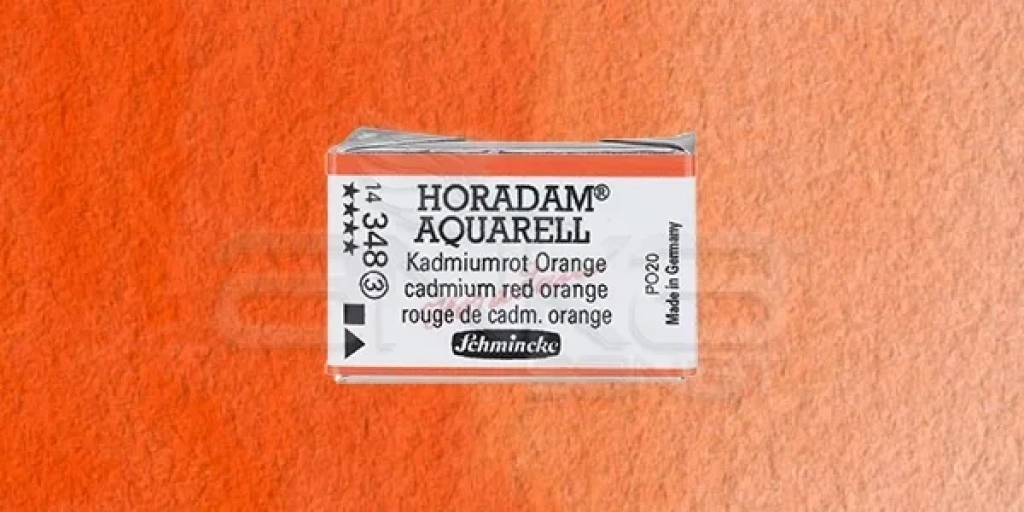 HORADAM®
AQUARELL
Kadmiumrot Orange
cadmium red orange
rouge de cadm. orange
Schmincke
14 348 ③
★★★★
PO20
Made in Germany